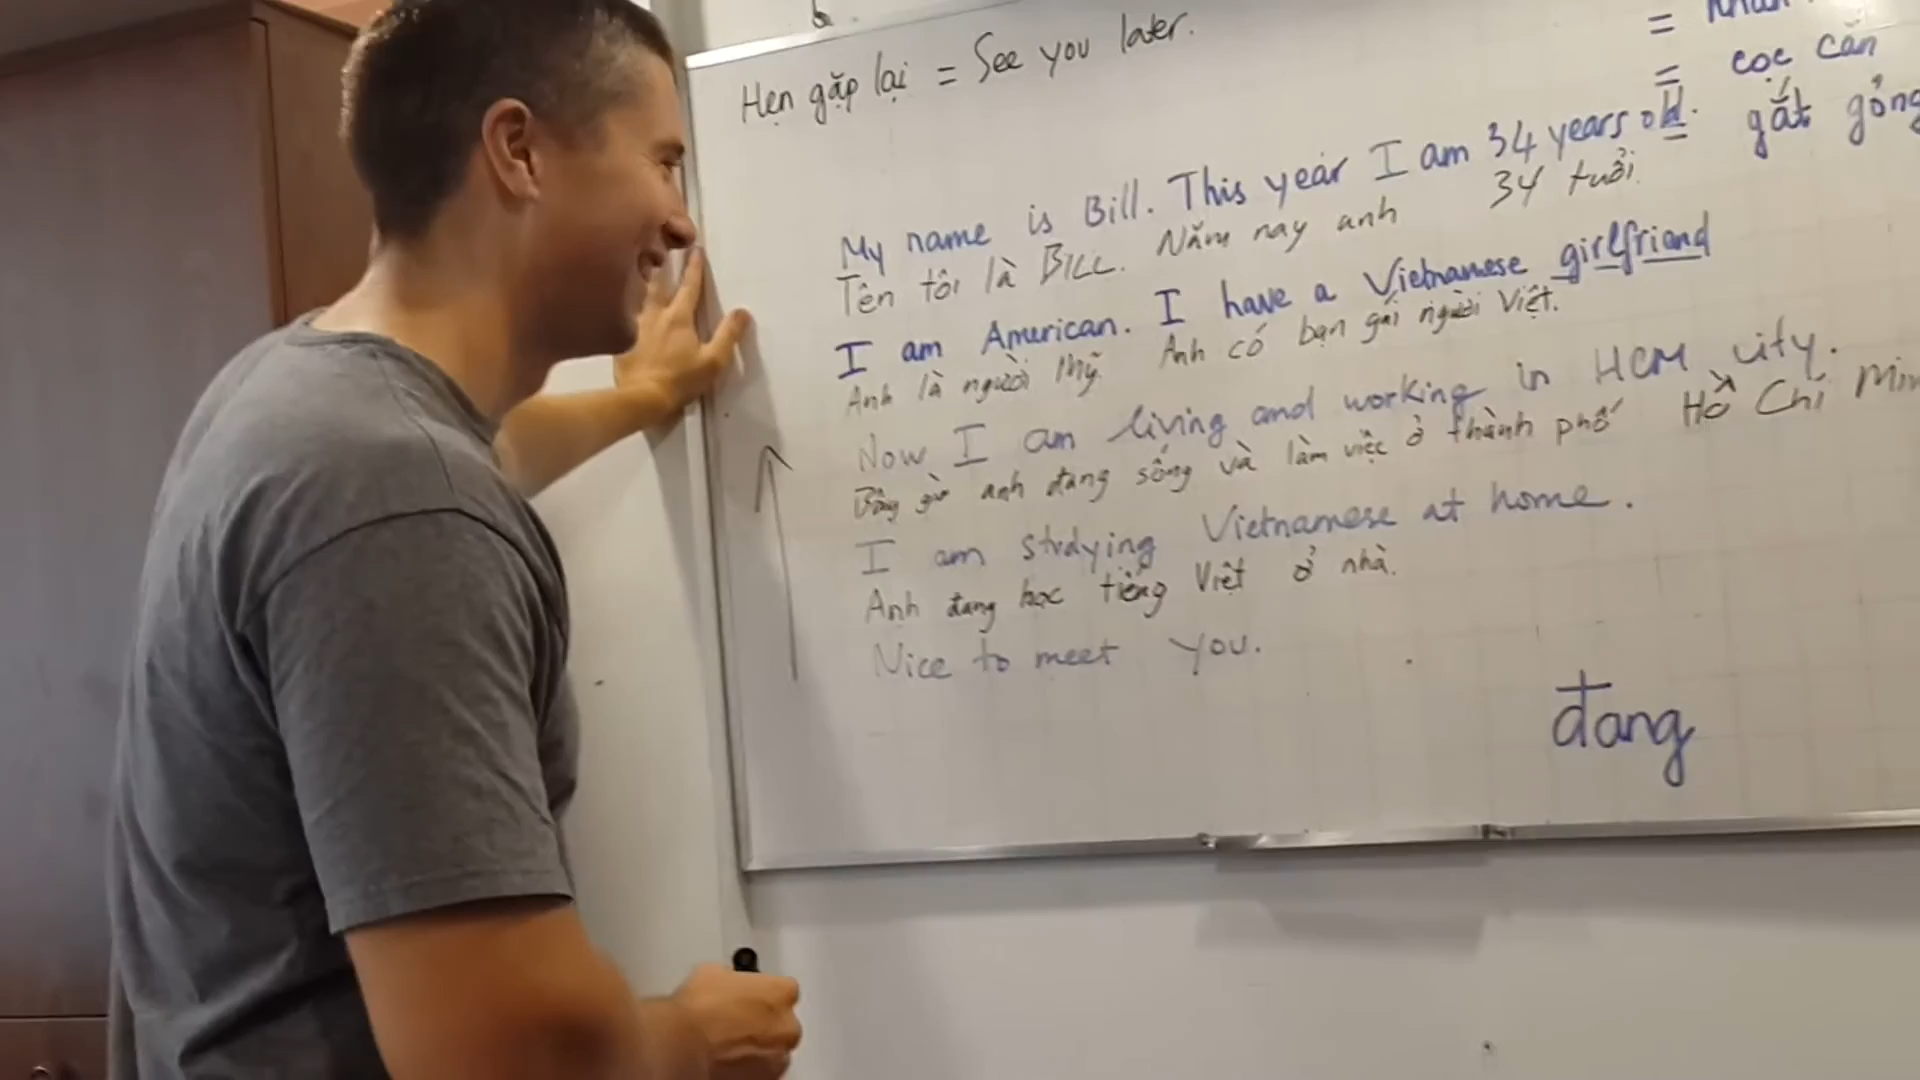 Hẹn gặp lại = See you later.
=
= cọc cằn
= gắt gỏng
My name is Bill. This year I am 34 years old.
Tên tôi là BILL. Năm nay anh 34 tuổi.
I am American. I have a Vietnamese girlfriend
Anh là người Mỹ. Anh có bạn gái người Việt.
Now I am living and working in HCM city.
Bây giờ anh đang sống và làm việc ở thành phố Hồ Chí Min
I am studying Vietnamese at home.
Anh đang học tiếng Việt ở nhà.
Nice to meet you.
đang